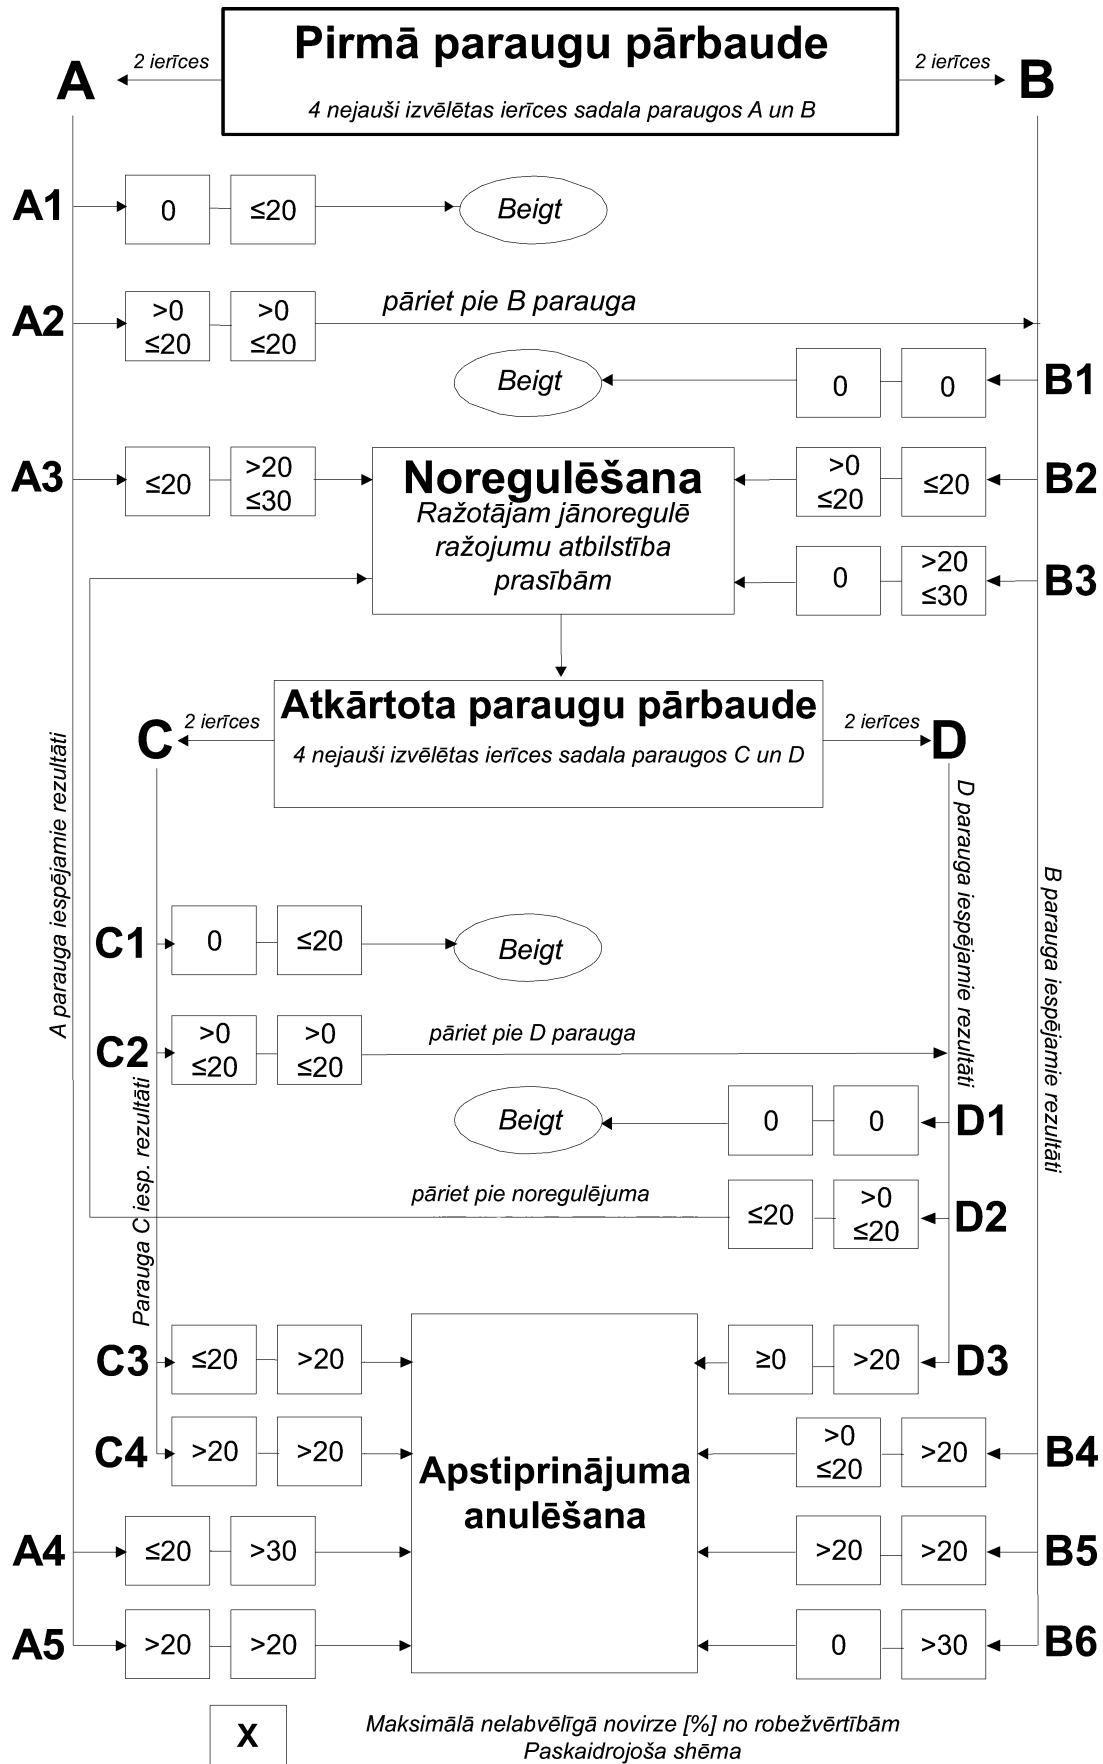 Pirmā paraugu pārbaude
4 nejauši izvēlētas ierīces sadala paraugos A un B
A
2 ierīces
2 ierīces
B
A1
0
≤20
Beigt
A2
>0
≤20
>0
≤20
pāriet pie B parauga
Beigt
0
0
B1
A3
≤20
>20
≤30
Noregulēšana
Ražotājam jānoregulē
ražojumu atbilstība
prasībām
>0
≤20
≤20
B2
0
>20
≤30
B3
C
2 ierīces
Atkārtota paraugu pārbaude
4 nejauši izvēlētas ierīces sadala paraugos C un D
2 ierīces
D
A parauga iespējamie rezultāti
D parauga iespējamie rezultāti
B parauga iespējamie rezultāti
C1
0
≤20
Beigt
C2
>0
≤20
>0
≤20
pāriet pie D parauga
Parauga C iesp. rezultāti
Beigt
0
0
D1
pāriet pie noregulējuma
≤20
>0
≤20
D2
C3
≤20
>20
≥0
>20
D3
C4
>20
>20
Apstiprinājuma
anulēšana
>0
≤20
>20
B4
A4
≤20
>30
>20
>20
B5
A5
>20
>20
0
>30
B6
X
Maksimālā nelabvēlīgā novirze [%] no robežvērtībām
Paskaidrojoša shēma